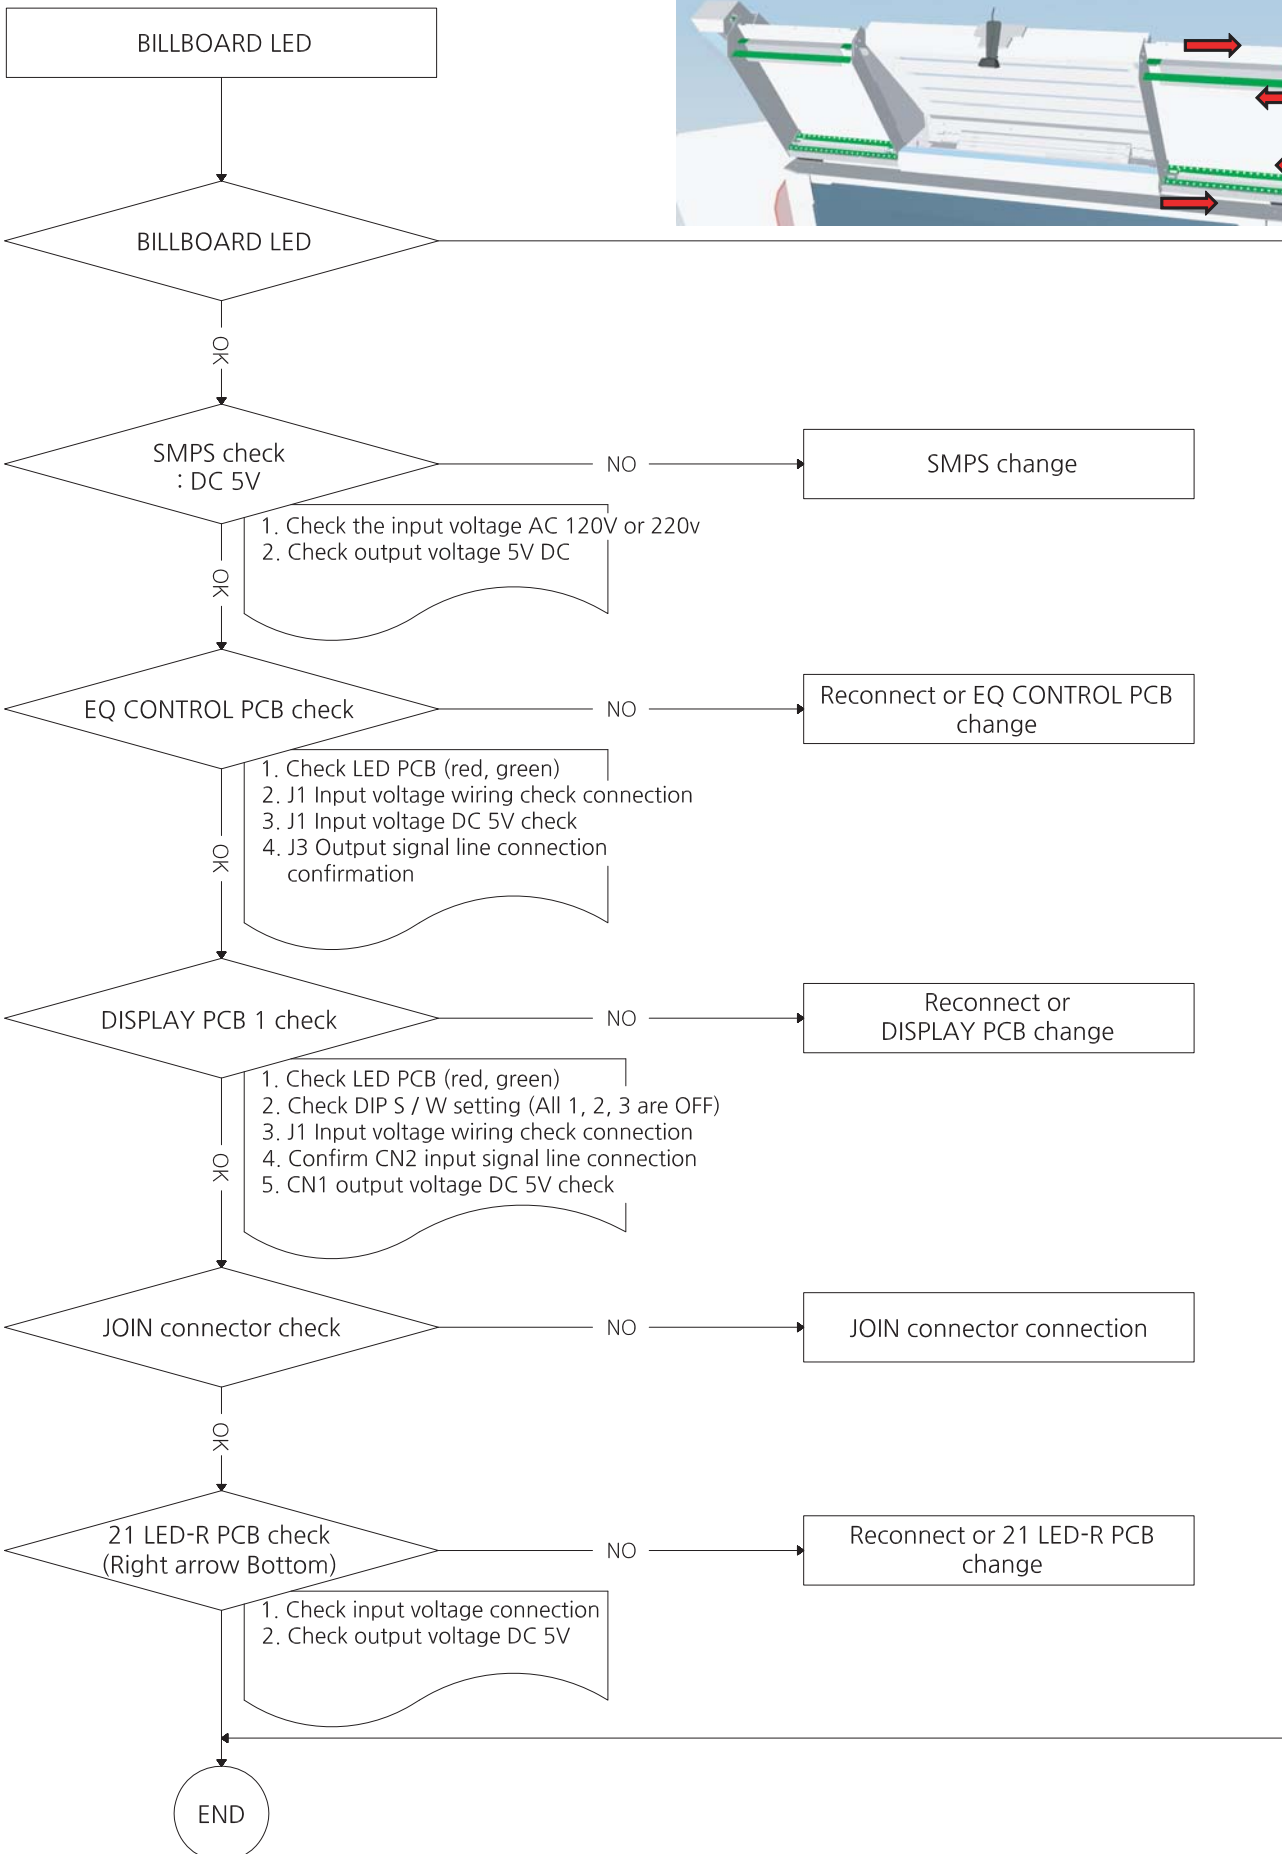 BILLBOARD LED
BILLBOARD LED
OK
SMPS check
: DC 5V
NO
SMPS change
1. Check the input voltage AC 120V or 220v
2. Check output voltage 5V DC
OK
EQ CONTROL PCB check
NO
Reconnect or EQ CONTROL PCB
change
1. Check LED PCB (red, green)
2. J1 Input voltage wiring check connection
3. J1 Input voltage DC 5V check
4. J3 Output signal line connection
confirmation
OK
DISPLAY PCB 1 check
NO
Reconnect or
DISPLAY PCB change
1. Check LED PCB (red, green)
2. Check DIP S / W setting (All 1, 2, 3 are OFF)
3. J1 Input voltage wiring check connection
4. Confirm CN2 input signal line connection
5. CN1 output voltage DC 5V check
OK
JOIN connector check
NO
JOIN connector connection
OK
21 LED-R PCB check
(Right arrow Bottom)
NO
Reconnect or 21 LED-R PCB
change
1. Check input voltage connection
2. Check output voltage DC 5V
END